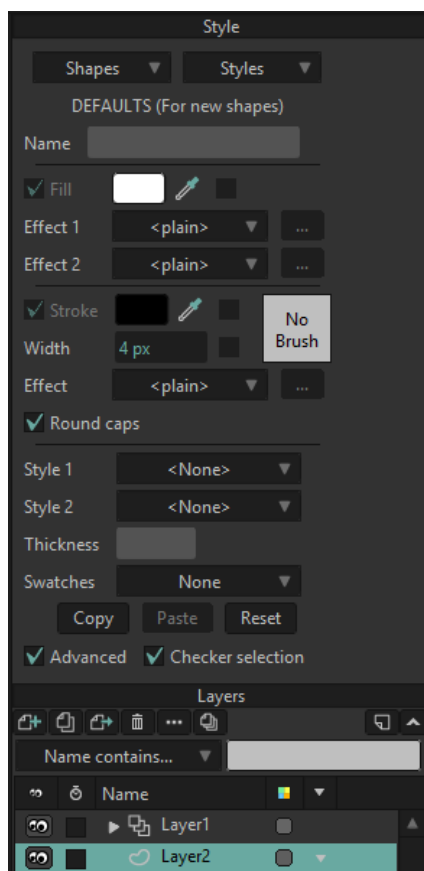 Style
Shapes Styles
DEFAULTS (For new shapes)
Name
Fill
Effect 1 <plain> ...
Effect 2 <plain> ...
Stroke
No
Width 4 px
Brush
Effect <plain> ...
Round caps
Style 1 <None>
Style 2 <None>
Thickness
Swatches None
Copy Paste Reset
Advanced Checker selection
Layers
Name contains...
Name
Layer1
Layer2